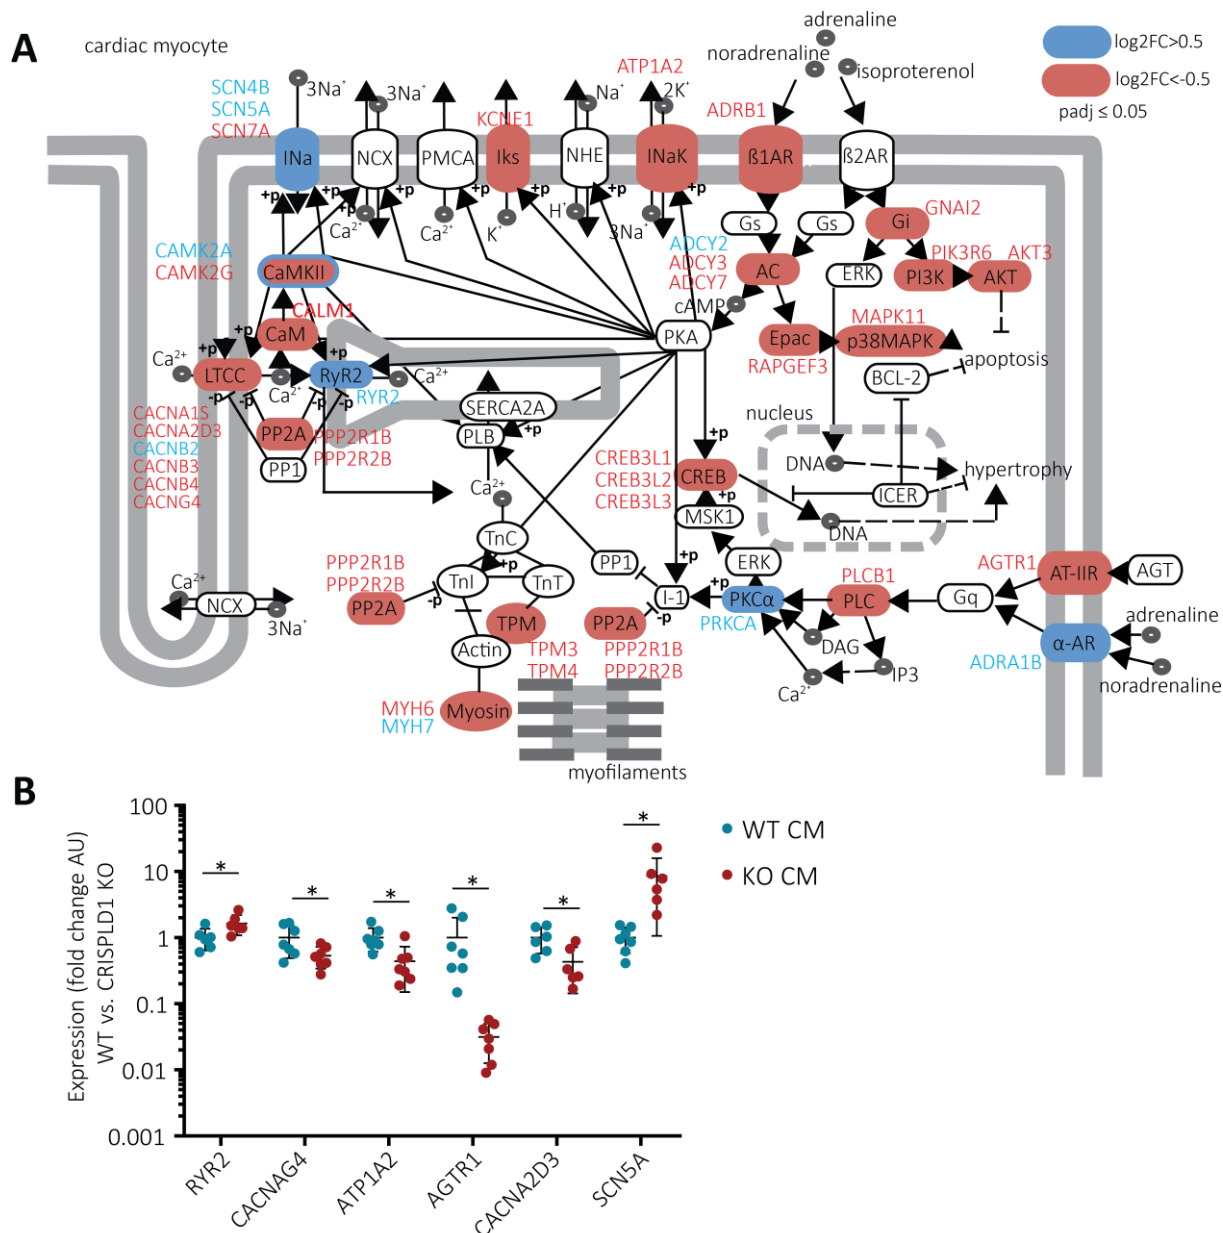 A
cardiac myocyte
adrenaline
noradrenaline
isoproterenol
log2FC>0.5
log2FC<-0.5
padj ≤ 0.05
SCN4B
SCN5A
SCN7A
3Na⁺
3Na⁺
KCNE1
Na⁺
ATP1A2
2K⁺
ADRB1
INa
NCX
PMCA
Iks
NHE
INaK
ß1AR
ß2AR
+p
+p
+p
+p
+p
+p
+p
+p
Ca²⁺
Ca²⁺
K⁺
H⁺
3Na⁺
Gs
Gs
Gi
GNAI2
CAMK2A
CAMK2G
CaMKII
ADCY2
ADCY3
ADCY7
AC
ERK
PIK3R6
AKT3
PI3K
AKT
CALM1
CaM
cAMP
PKA
Epac
RAPGEF3
MAPK11
p38MAPK
apoptosis
BCL-2
+p
+p
Ca²⁺
LTCC
Ca²⁺
RyR2
RYR2
Ca²⁺
-p
-p
-p
-p
SERCA2A
PLB
+p
CACNA1S
CACNA2D3
CACNB2
CACNB3
CACNB4
CACNG4
PP2A
PPP2R1B
PPP2R2B
PP1
nucleus
DNA
hypertrophy
ICER
DNA
CREB3L1
CREB3L2
CREB3L3
+p
CREB
+p
MSK1
Ca²⁺
TnC
TnI
TnT
+p
-p
PPP2R1B
PPP2R2B
PP2A
Actin
TPM
TPM3
TPM4
MYH6
MYH7
Myosin
myofilaments
PP1
+p
I-1
-p
PP2A
PPP2R1B
PPP2R2B
+p
ERK
PKCα
PRKCA
PLCB1
PLC
DAG
IP3
Ca²⁺
Gq
AGTR1
AT-IIR
AGT
ADRA1B
α-AR
adrenaline
noradrenaline
Ca²⁺
NCX
3Na⁺
B
Expression (fold change AU)
WT vs. CRISPLD1 KO
100
10
1
0.1
0.01
0.001
*
*
*
*
*
*
WT CM
KO CM
RYR2
CACNAG4
ATP1A2
AGTR1
CACNA2D3
SCN5A